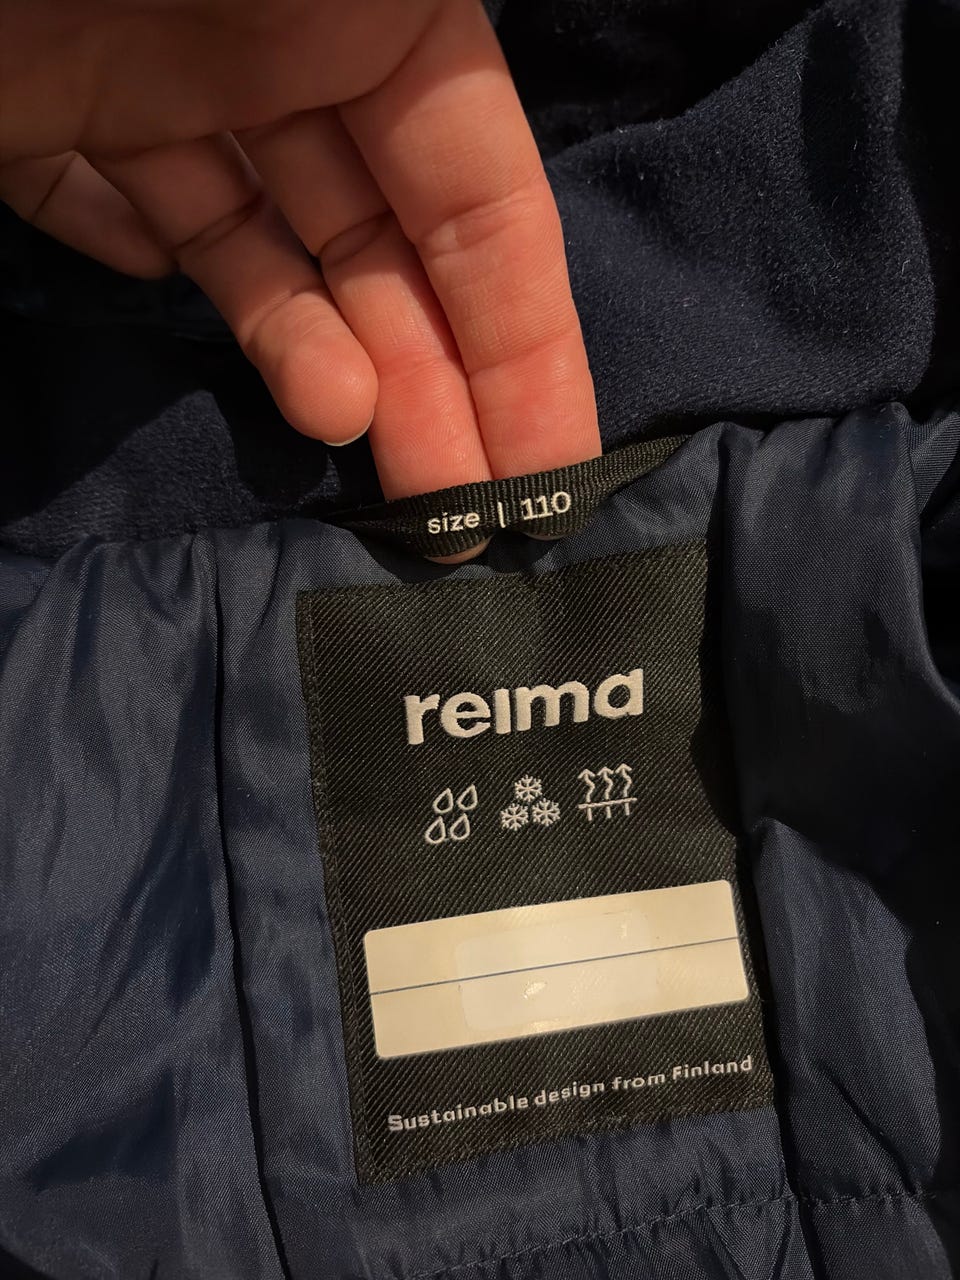 size | 110
reima
Sustainable design from Finland